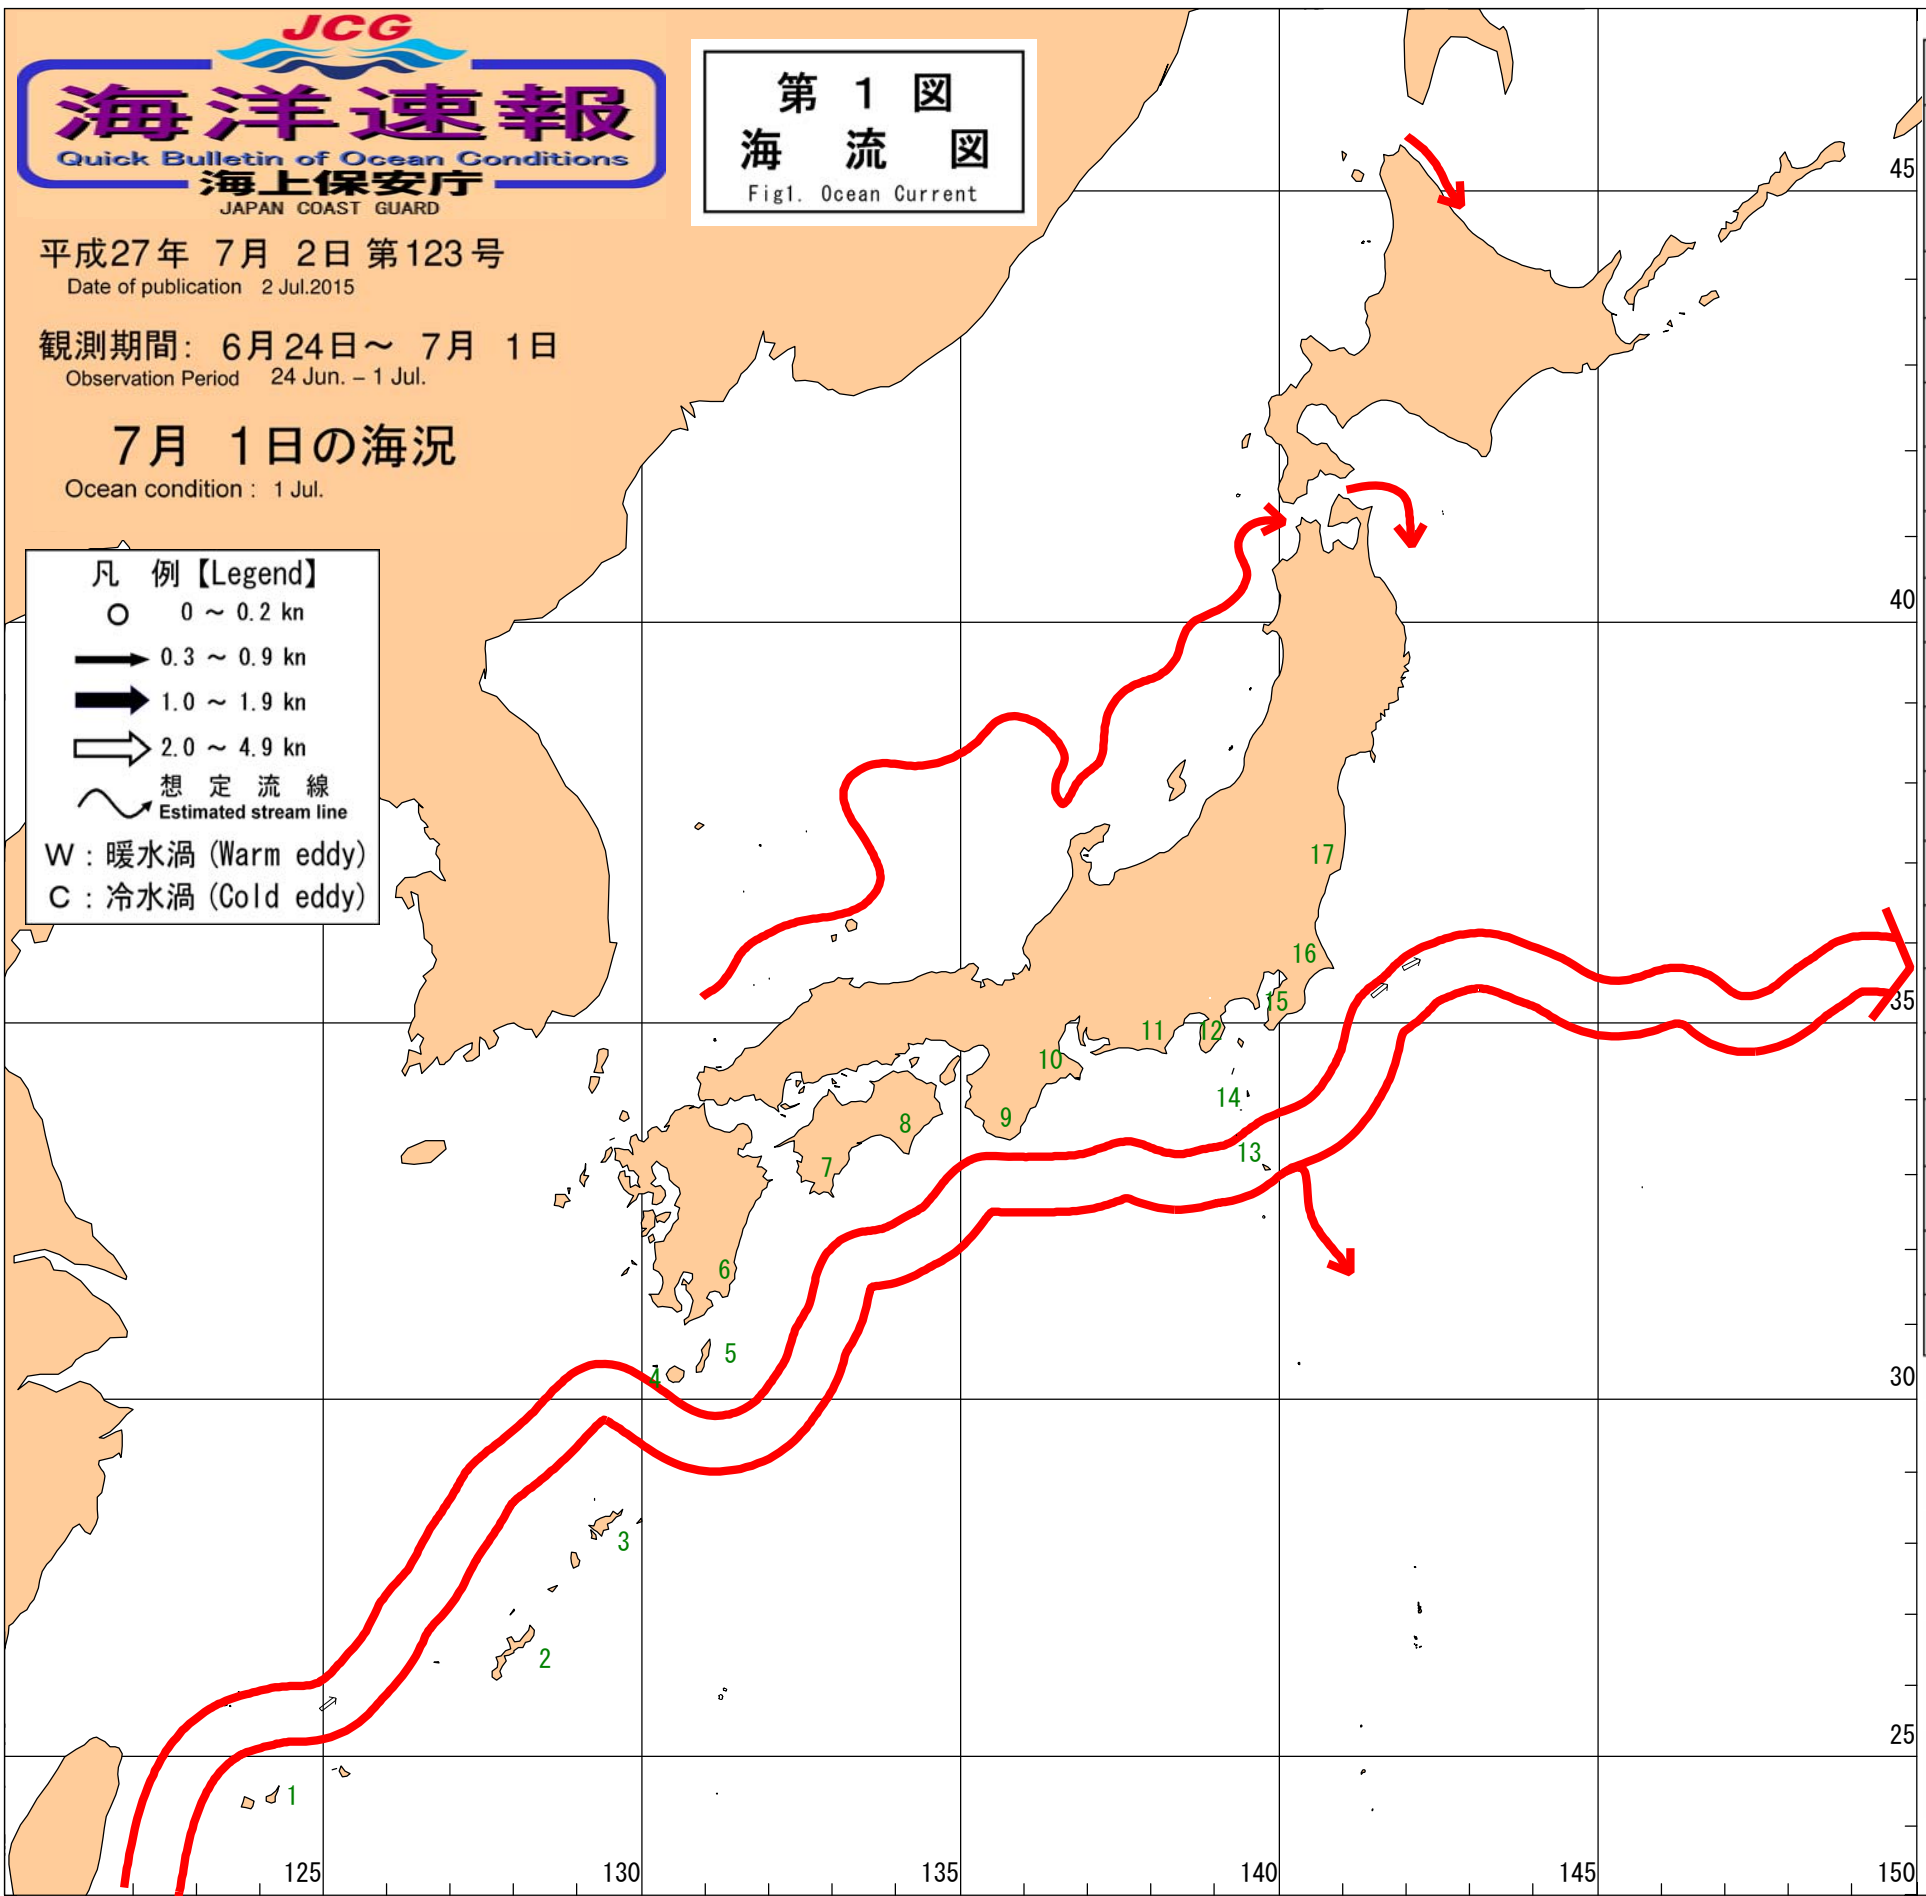 JCG
海洋速報
Quick Bulletin of Ocean Conditions
海上保安庁
JAPAN COAST GUARD
第 1 図
海 流 図
Fig1. Ocean Current
平成27年 7月 2日 第123号
Date of publication 2 Jul.2015
観測期間: 6月24日～ 7月 1日
Observation Period 24 Jun. – 1 Jul.
7月 1日の海況
Ocean condition : 1 Jul.
凡 例【Legend】
0 ～ 0.2 kn
0.3 ～ 0.9 kn
1.0 ～ 1.9 kn
2.0 ～ 4.9 kn
想 定 流 線
Estimated stream line
W : 暖水渦 (Warm eddy)
C : 冷水渦 (Cold eddy)
45
40
35
30
25
17
16
15
12
11
10
14
13
9
8
7
6
5
4
3
2
1
125
130
135
140
145
150